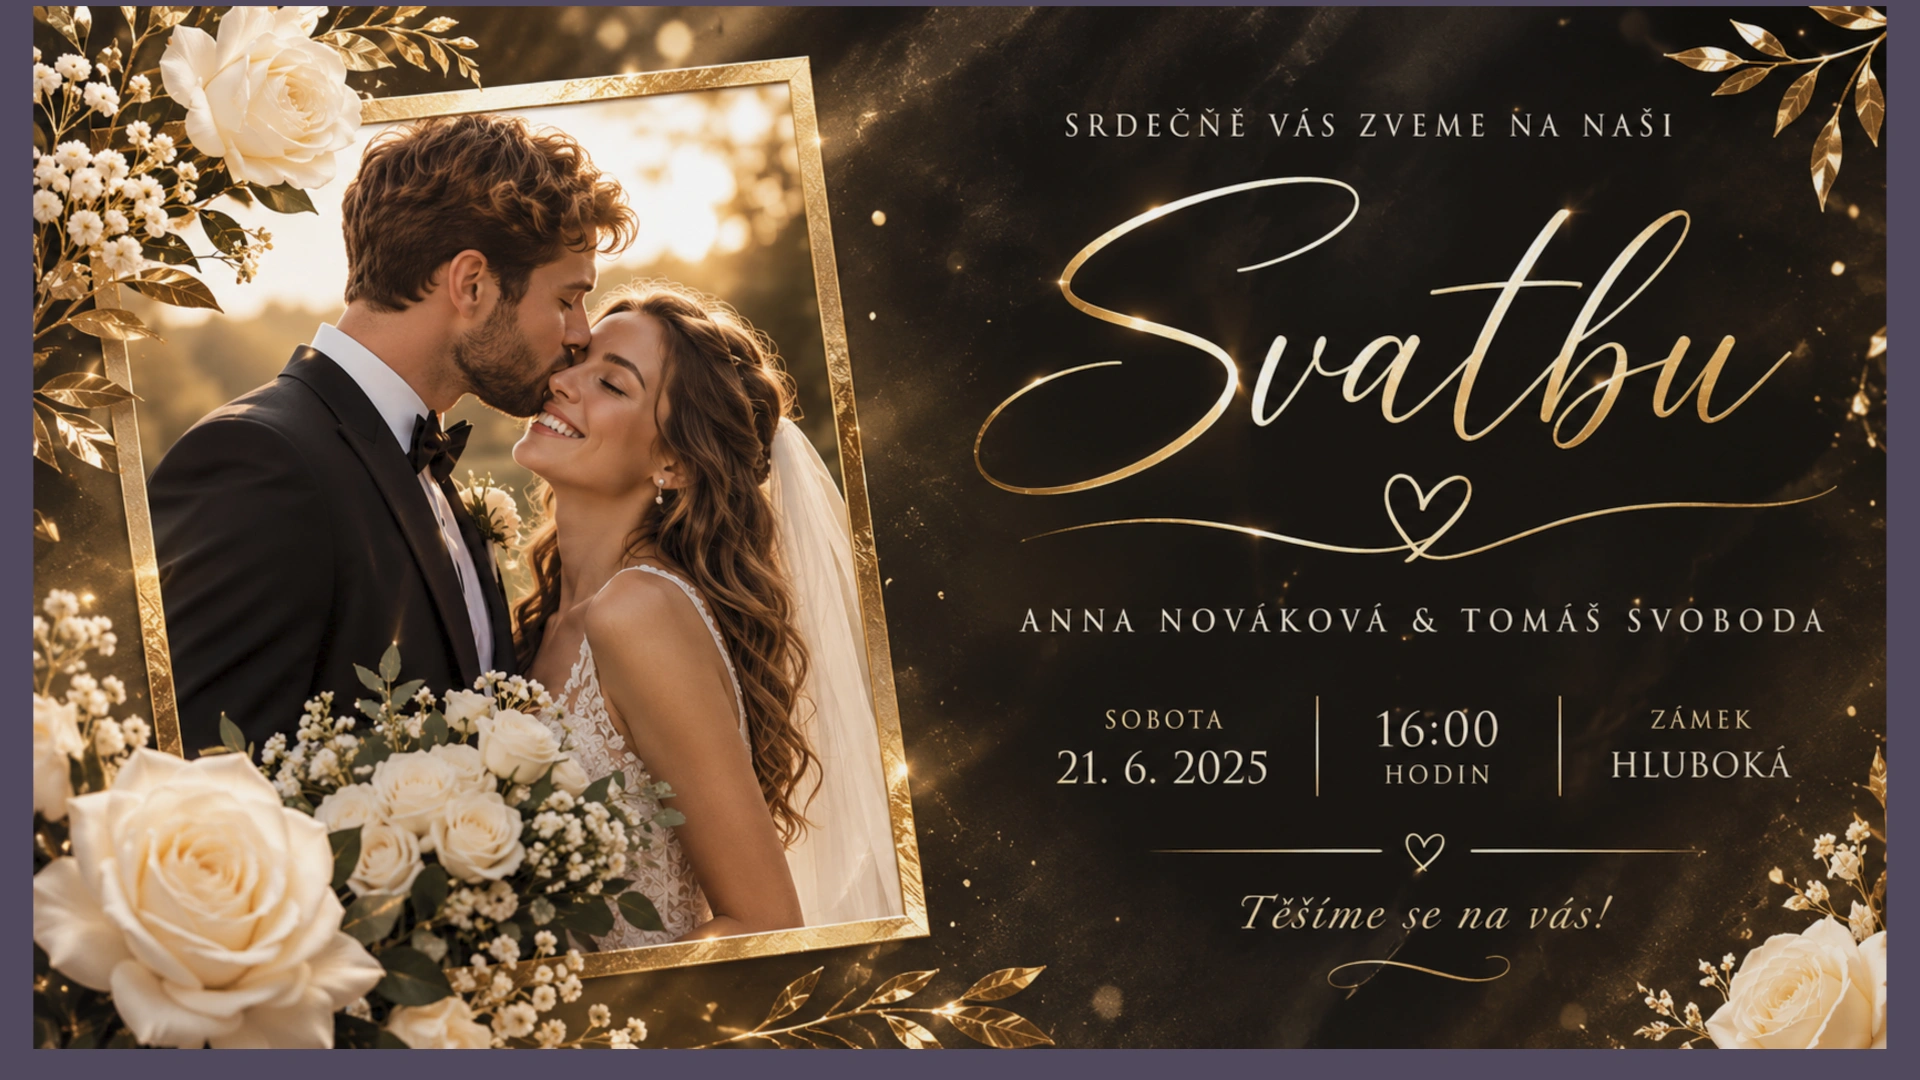 SRDEČŇĚ VÁS ZVEME NA NAŠI
Svatbu
ANNA NOVÁKOVÁ & TOMÁŠ SVOBODA
SOBOTA
21. 6. 2025
16:00
HODIN
ZÁMEK
HLUBOKÁ
Těšíme se na vás!